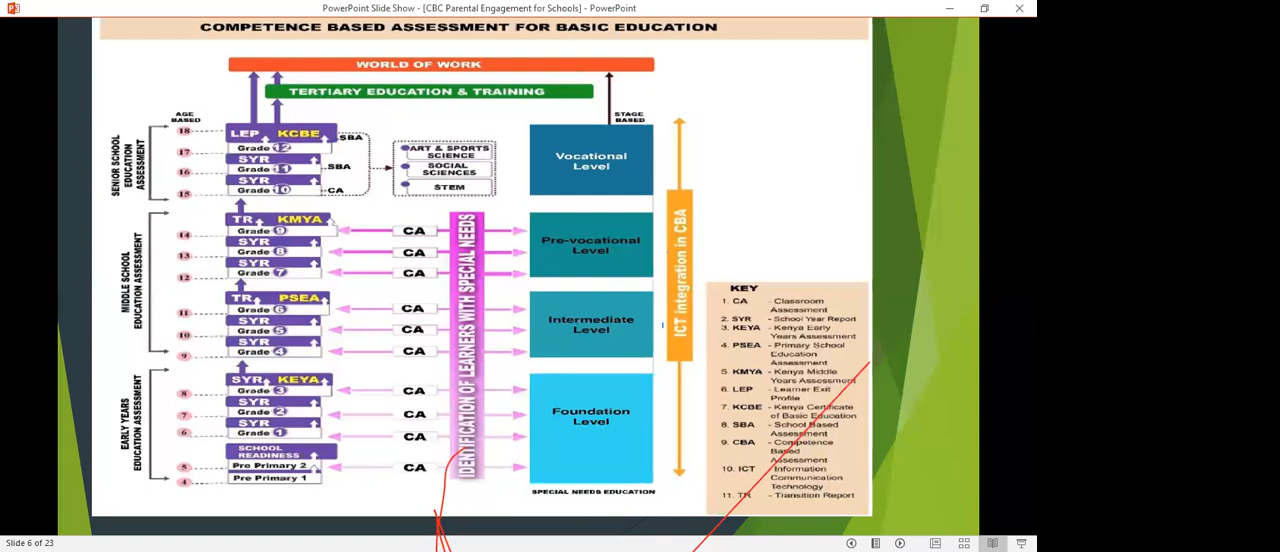 PowerPoint Slide Show - [CBC Parental Engagement for Schools] - PowerPoint
COMPETENCE BASED ASSESSMENT FOR BASIC EDUCATION
WORLD OF WORK
TERTIARY EDUCATION & TRAINING
AGE
BASED
STAGE
BASED
SENIOR SCHOOL
EDUCATION
ASSESSMENT
18
17
16
15
LEP KCBE
Grade 12
SYR
Grade 11
SYR
Grade 10
SBA
SBA
CA
ART & SPORTS
SCIENCE
SOCIAL
SCIENCES
STEM
Vocational
Level
MIDDLE SCHOOL
EDUCATION ASSESSMENT
14
13
12
11
10
9
TR KMYA
Grade 9
SYR
Grade 8
SYR
Grade 7
TR PSEA
Grade 6
SYR
Grade 5
SYR
Grade 4
CA
CA
CA
CA
CA
CA
Pre-vocational
Level
Intermediate
Level
EARLY YEARS
EDUCATION ASSESSMENT
8
7
6
5
4
SYR KEYA
Grade 3
SYR
Grade 2
SYR
Grade 1
SCHOOL
READINESS
Pre Primary 2
Pre Primary 1
CA
CA
CA
CA
IDENTIFICATION OF LEARNERS WITH SPECIAL NEEDS
Foundation
Level
SPECIAL NEEDS EDUCATION
ICT integration in CBA
KEY
1. CA - Classroom
Assessment
2. SYR - School Year Report
3. KEYA - Kenya Early
Years Assessment
4. PSEA - Primary School
Education
Assessment
5. KMYA - Kenya Middle
Years Assessment
6. LEP - Learner Exit
Profile
7. KCBE - Kenya Certificate
of Basic Education
8. SBA - School Based
Assessment
9. CBA - Competence
Based
Assessment
10. ICT - Information
Communication
Technology
11. TR - Transition Report
Slide 6 of 23